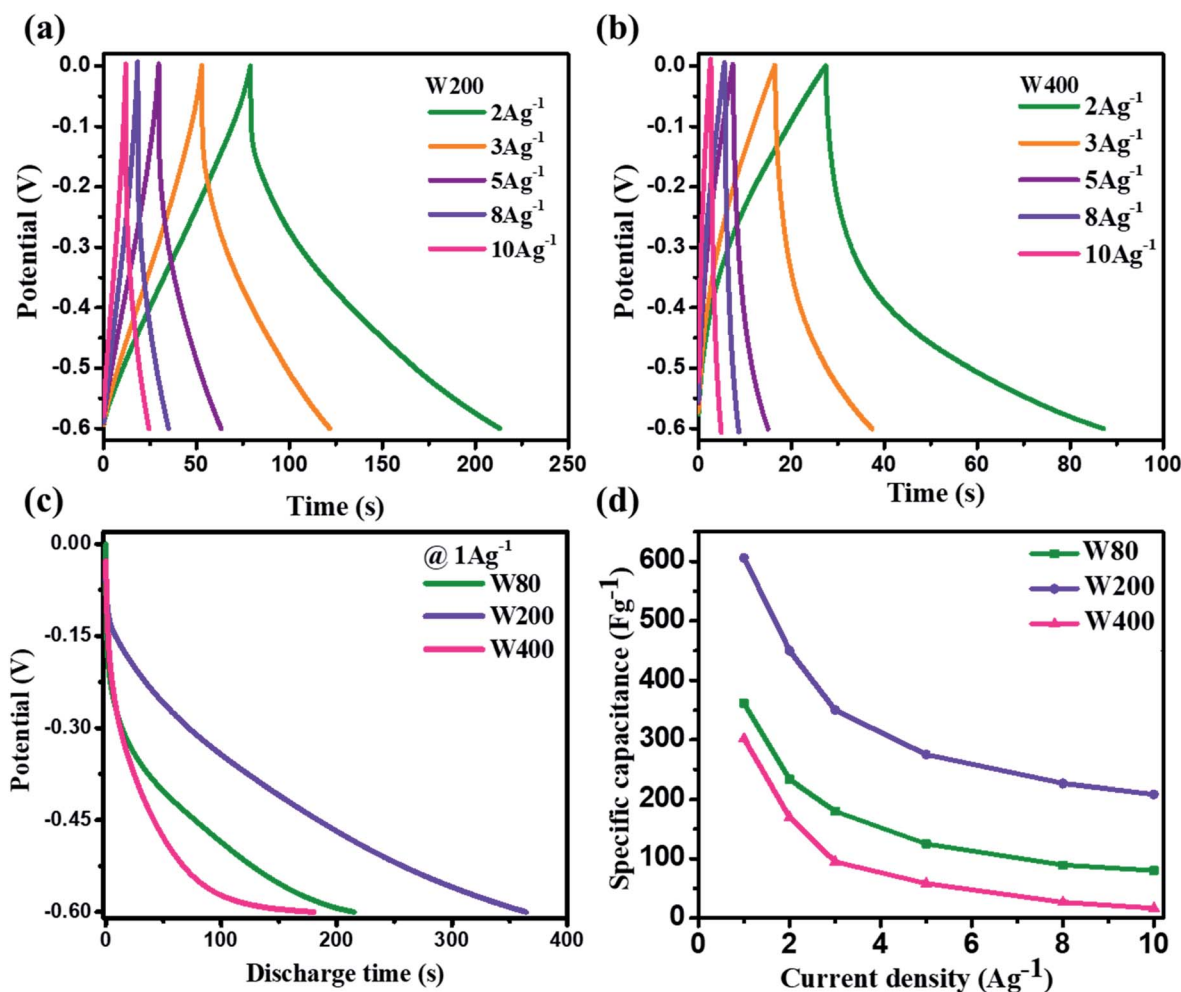 (a)
W200
2Ag⁻¹
3Ag⁻¹
5Ag⁻¹
8Ag⁻¹
10Ag⁻¹
0.0
-0.1
-0.2
-0.3
-0.4
-0.5
-0.6
Potential (V)
0 50 100 150 200 250
Time (s)
(b)
W400
2Ag⁻¹
3Ag⁻¹
5Ag⁻¹
8Ag⁻¹
10Ag⁻¹
0.0
-0.1
-0.2
-0.3
-0.4
-0.5
-0.6
Potential (V)
0 20 40 60 80 100
Time (s)
(c)
@ 1Ag⁻¹
W80
W200
W400
0.00
-0.15
-0.30
-0.45
-0.60
Potential (V)
0 100 200 300 400
Discharge time (s)
(d)
W80
W200
W400
600
500
400
300
200
100
0
Specific capacitance (Fg⁻¹)
0 2 4 6 8 10
Current density (Ag⁻¹)